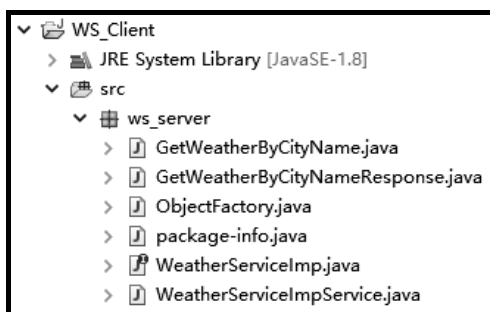 WS_Client
JRE System Library [JavaSE-1.8]
src
ws_server
GetWeatherByCityName.java
GetWeatherByCityNameResponse.java
ObjectFactory.java
package-info.java
WeatherServiceImp.java
WeatherServiceImpService.java